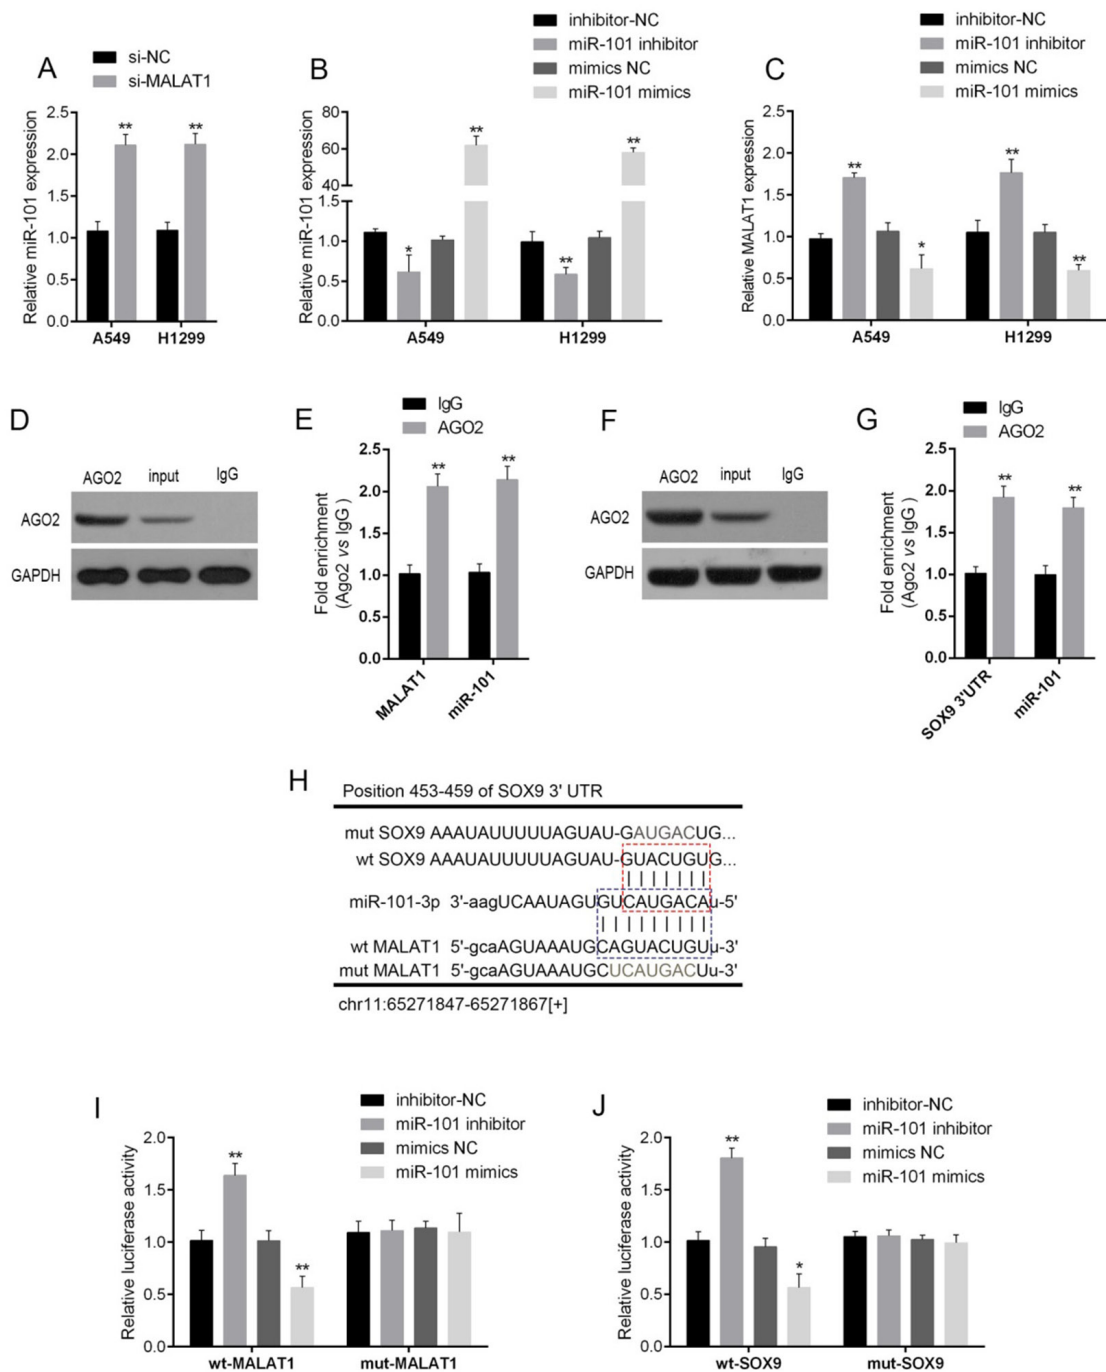 A
si-NC
si-MALAT1
Relative miR-101 expression
2.5
2.0
1.5
1.0
0.5
0.0
** **
A549 H1299
B
inhibitor-NC
miR-101 inhibitor
mimics NC
miR-101 mimics
Relative miR-101 expression
80
60
40
1.5
1.0
0.5
0.0
* ** ** **
A549 H1299
C
inhibitor-NC
miR-101 inhibitor
mimics NC
miR-101 mimics
Relative MALAT1 expression
2.5
2.0
1.5
1.0
0.5
0.0
** * ** **
A549 H1299
D
AGO2 input IgG
AGO2
GAPDH
E
IgG
AGO2
Fold enrichment
(Ago2 vs IgG )
2.5
2.0
1.5
1.0
0.5
0.0
** **
MALAT1 miR-101
F
AGO2 input IgG
AGO2
GAPDH
G
IgG
AGO2
Fold enrichment
(Ago2 vs IgG)
2.5
2.0
1.5
1.0
0.5
0.0
** **
SOX9 3'UTR miR-101
H
Position 453-459 of SOX9 3' UTR
mut SOX9 AAAUAUUUUUAGUAU-GAUGACUG...
wt SOX9 AAAUAUUUUUAGUAU-GUACUGUG...
miR-101-3p 3'-aagUCAAUAGUGUCAUGACAu-5'
wt MALAT1 5'-gcaAGUAAAUGCAGUACUGUu-3'
mut MALAT1 5'-gcaAGUAAAUGCUCAUGACUu-3'
chr11:65271847-65271867[+]
I
inhibitor-NC
miR-101 inhibitor
mimics NC
miR-101 mimics
Relative luciferase activity
2.0
1.5
1.0
0.5
0.0
** **
wt-MALAT1 mut-MALAT1
J
inhibitor-NC
miR-101 inhibitor
mimics NC
miR-101 mimics
Relative luciferase activity
2.0
1.5
1.0
0.5
0.0
** *
wt-SOX9 mut-SOX9